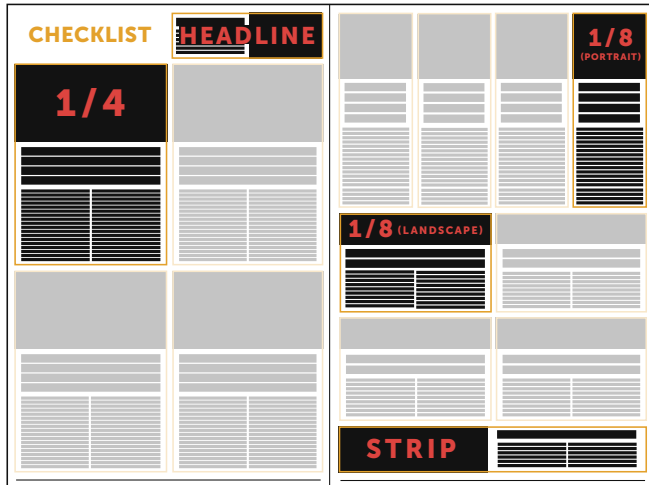 CHECKLIST
HEADLINE
1/4
1/8
(PORTRAIT)
1/8 (LANDSCAPE)
STRIP